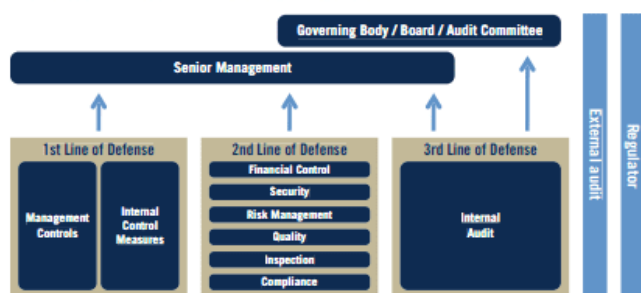 Governing Body / Board / Audit Committee
Senior Management
1st Line of Defense
Management
Controls
Internal
Control
Measures
2nd Line of Defense
Financial Control
Security
Risk Management
Quality
Inspection
Compliance
3rd Line of Defense
Internal
Audit
External audit
Regulator